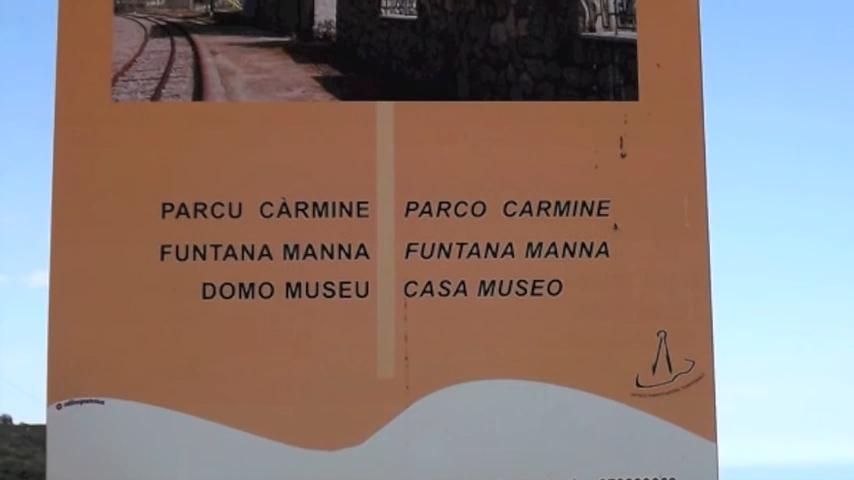 PARCU CÀRMINE
FUNTANA MANNA
DOMO MUSEU
PARCO CARMINE
FUNTANA MANNA
CASA MUSEO